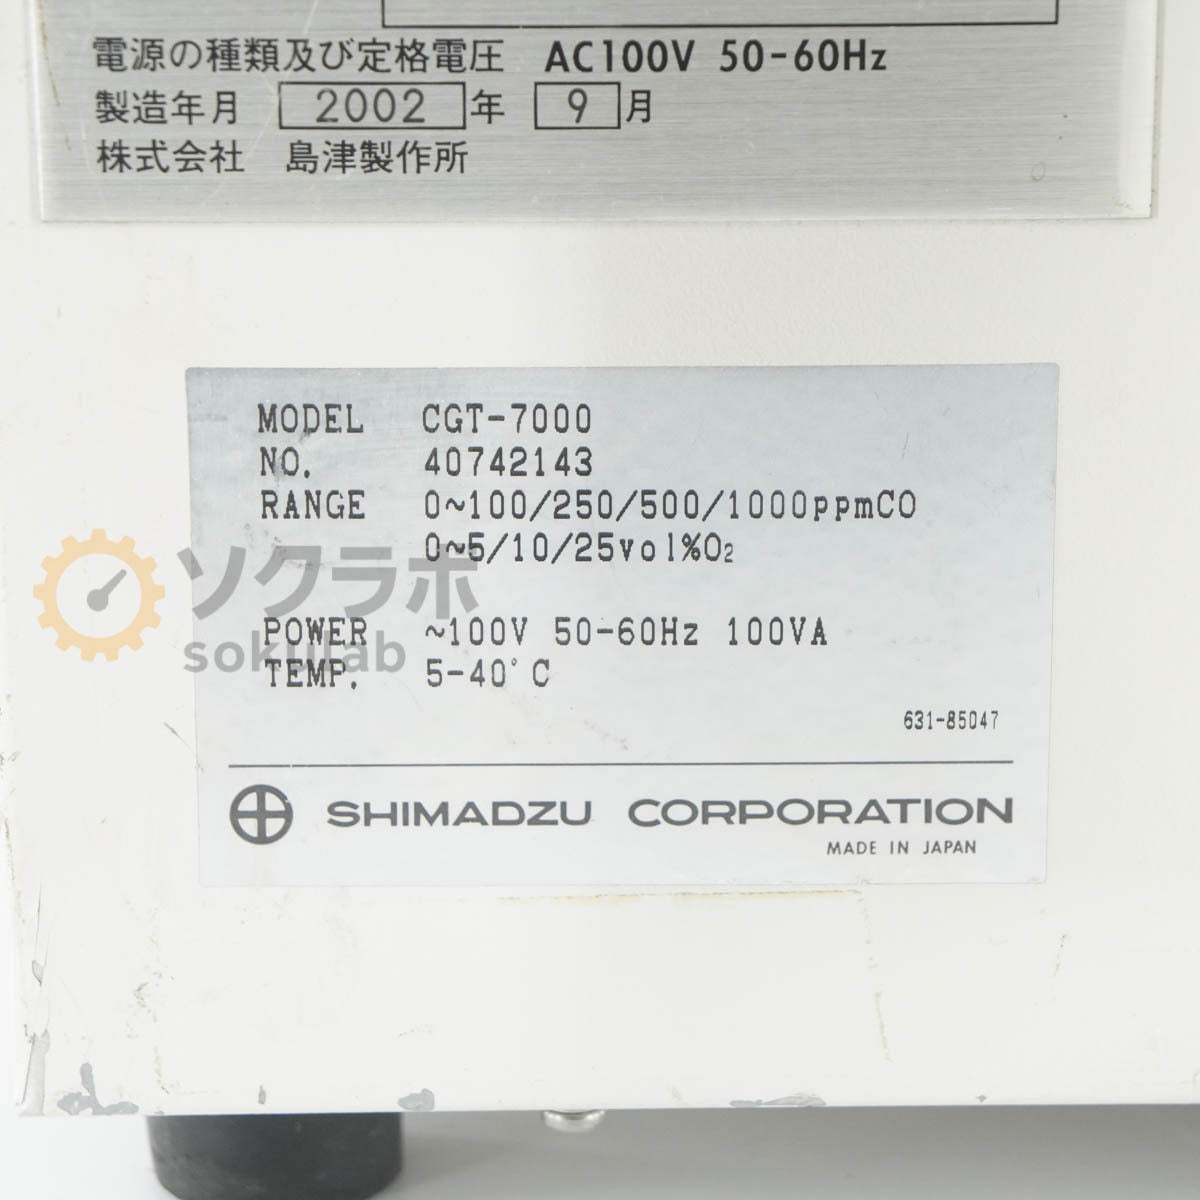 電源の種類及び定格電圧 AC100V 50-60Hz
製造年月 2002 年 9 月
株式会社 島津製作所
MODEL CGT-7000
NO. 40742143
RANGE 0~100/250/500/1000ppmCO
0~5/10/25vol%O₂
ソクラボ
sokulab
POWER ~100V 50-60Hz 100VA
TEMP. 5-40°C
631-85047
SHIMADZU CORPORATION
MADE IN JAPAN